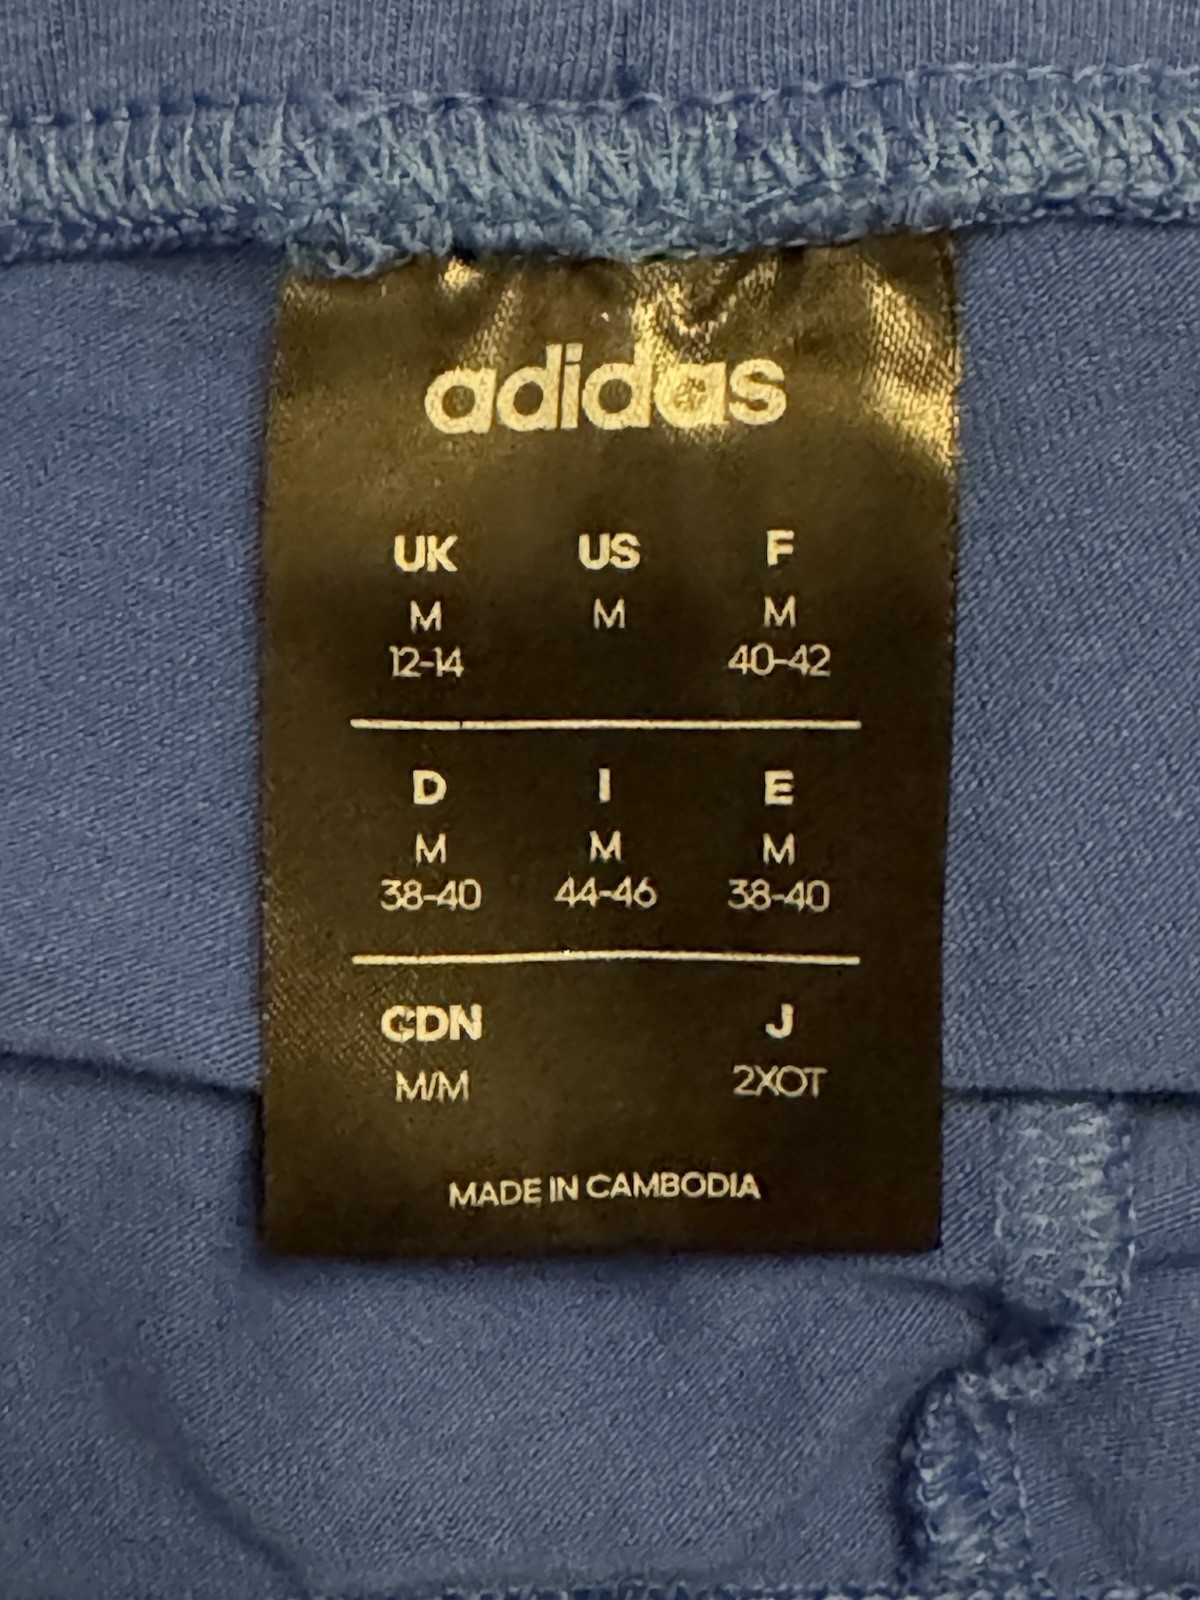 adidas
UK US F
M M M
12-14 40-42
D I E
M M M
38-40 44-46 38-40
CDN J
M/M 2XOT
MADE IN CAMBODIA